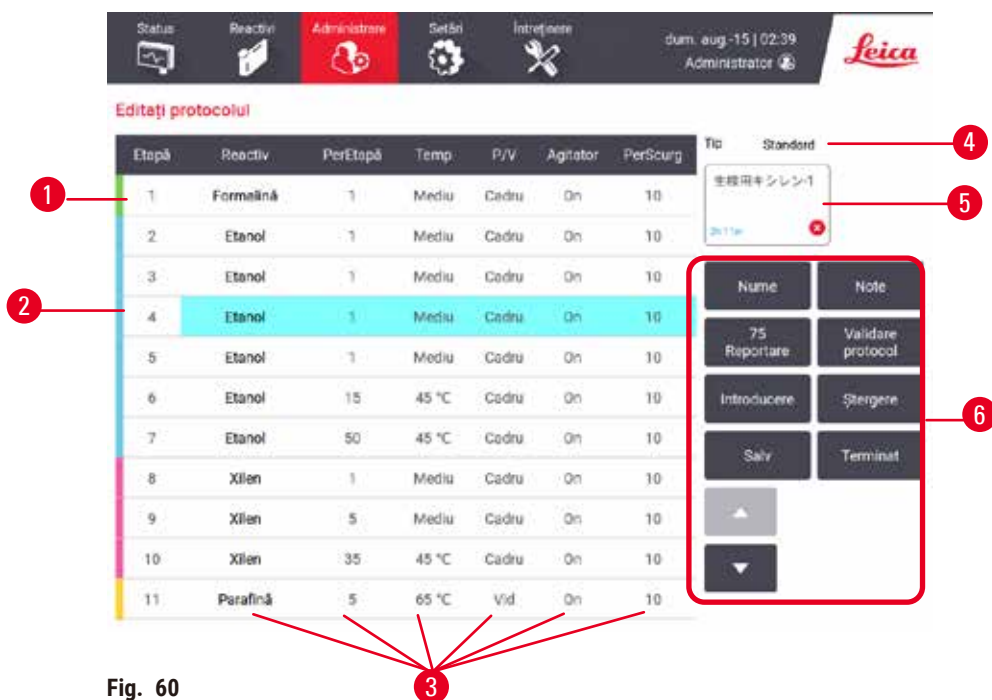 Status Reactivi Administrare Setări Întreținere
dum. aug.-15 | 02:39
Administrator
Leica
Editați protocolul
Etapă Reactiv PerEtapă Temp P/V Agitator PerScurg
1 Formalină 1 Mediu Cadru On 10
2 Etanol 1 Mediu Cadru On 10
3 Etanol 1 Mediu Cadru On 10
4 Etanol 1 Mediu Cadru On 10
5 Etanol 1 Mediu Cadru On 10
6 Etanol 15 45 °C Cadru On 10
7 Etanol 50 45 °C Cadru On 10
8 Xilen 1 Mediu Cadru On 10
9 Xilen 5 Mediu Cadru On 10
10 Xilen 35 45 °C Cadru On 10
11 Parafină 5 65 °C Vid On 10
Tip Standard
生検用キシレン-1
2h 11m
Nume Note
75
Reportare
Validare
protocol
Introducere Ștergere
Salv Terminat
1
2
3
4
5
6
Fig. 60